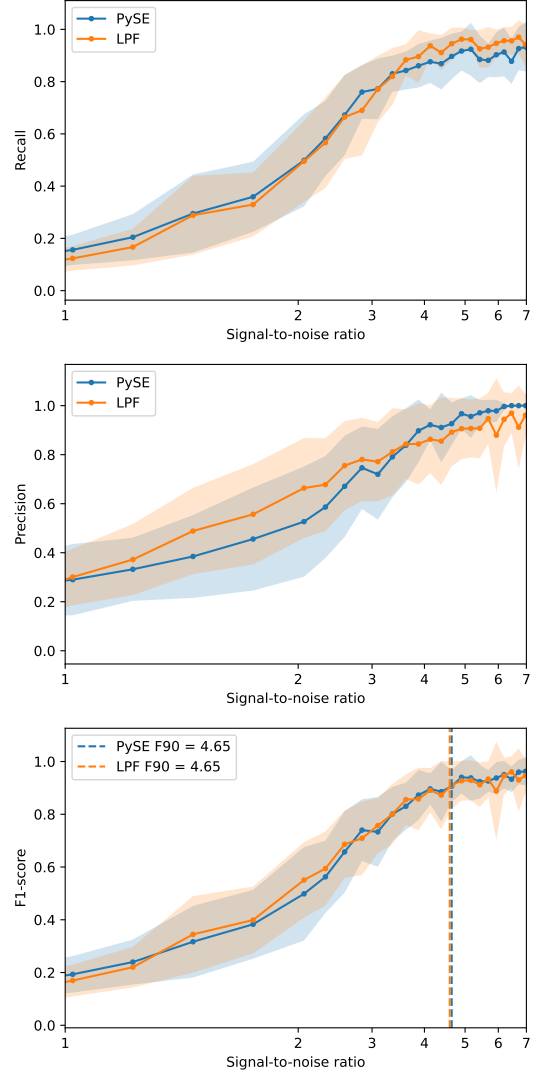 1.0
0.8
0.6
0.4
0.2
0.0
Recall
PySE
LPF
1 2 3 4 5 6 7
Signal-to-noise ratio
1.0
0.8
0.6
0.4
0.2
0.0
Precision
PySE
LPF
1 2 3 4 5 6 7
Signal-to-noise ratio
1.0
0.8
0.6
0.4
0.2
0.0
F1-score
PySE F90 = 4.65
LPF F90 = 4.65
1 2 3 4 5 6 7
Signal-to-noise ratio